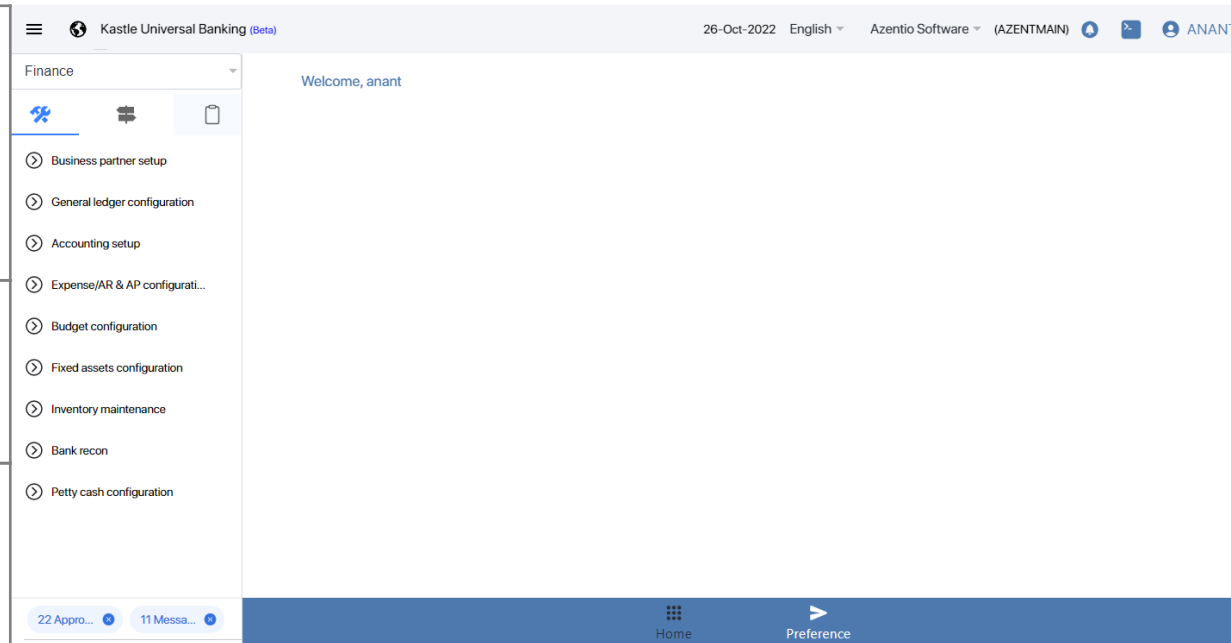 Kastle Universal Banking (Beta)
26-Oct-2022 English Azentio Software (AZENTMAIN) ANANT
Finance
Welcome, anant
Business partner setup
General ledger configuration
Accounting setup
Expense/AR & AP configurati...
Budget configuration
Fixed assets configuration
Inventory maintenance
Bank recon
Petty cash configuration
22 Appro... 11 Messa...
Home Preference